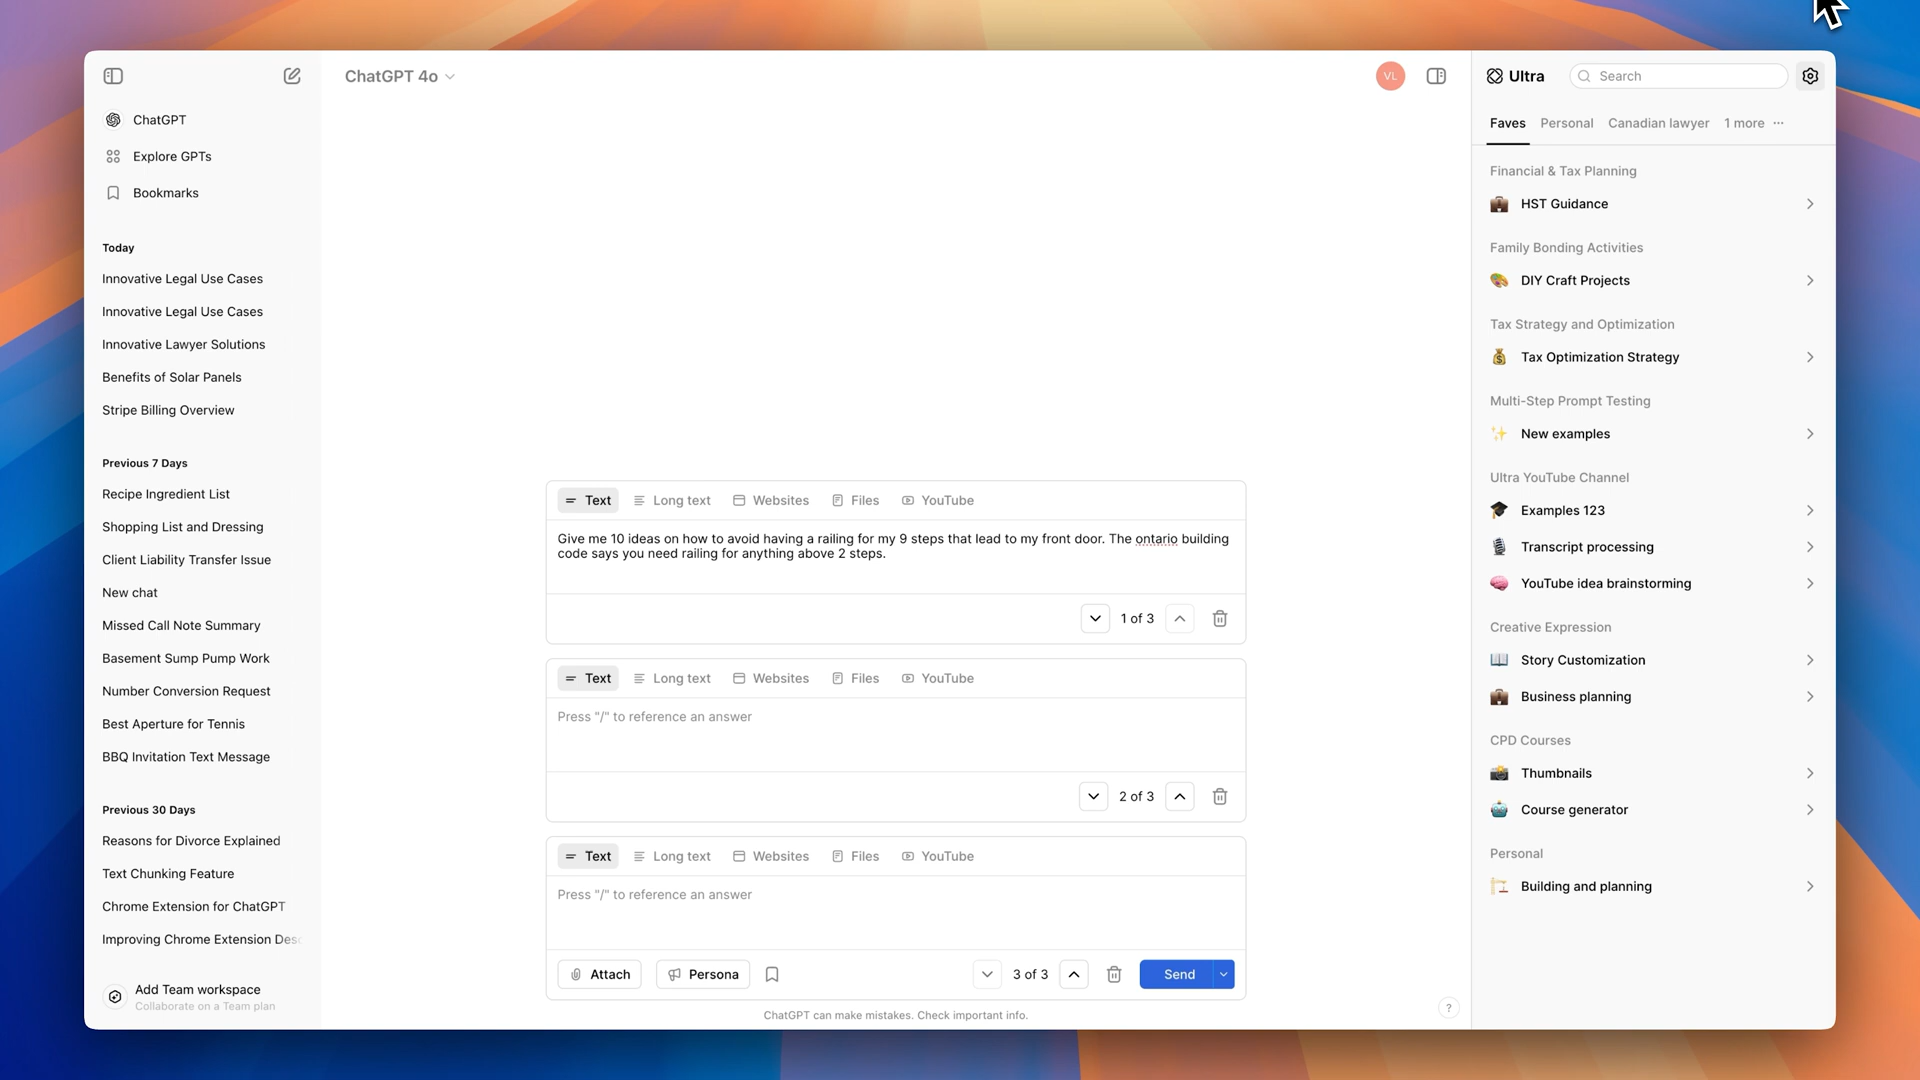 ChatGPT
Explore GPTs
Bookmarks
Today
Innovative Legal Use Cases
Innovative Legal Use Cases
Innovative Lawyer Solutions
Benefits of Solar Panels
Stripe Billing Overview
Previous 7 Days
Recipe Ingredient List
Shopping List and Dressing
Client Liability Transfer Issue
New chat
Missed Call Note Summary
Basement Sump Pump Work
Number Conversion Request
Best Aperture for Tennis
BBQ Invitation Text Message
Previous 30 Days
Reasons for Divorce Explained
Text Chunking Feature
Chrome Extension for ChatGPT
Improving Chrome Extension Desc
Add Team workspace
Collaborate on a Team plan
ChatGPT 4o
VL
Text Long text Websites Files YouTube
Give me 10 ideas on how to avoid having a railing for my 9 steps that lead to my front door. The ontario building
code says you need railing for anything above 2 steps.
1 of 3
Text Long text Websites Files YouTube
Press "/" to reference an answer
2 of 3
Text Long text Websites Files YouTube
Press "/" to reference an answer
Attach Persona 3 of 3 Send
ChatGPT can make mistakes. Check important info.
?
Ultra Search
Faves Personal Canadian lawyer 1 more ...
Financial & Tax Planning
HST Guidance
Family Bonding Activities
DIY Craft Projects
Tax Strategy and Optimization
Tax Optimization Strategy
Multi-Step Prompt Testing
New examples
Ultra YouTube Channel
Examples 123
Transcript processing
YouTube idea brainstorming
Creative Expression
Story Customization
Business planning
CPD Courses
Thumbnails
Course generator
Personal
Building and planning